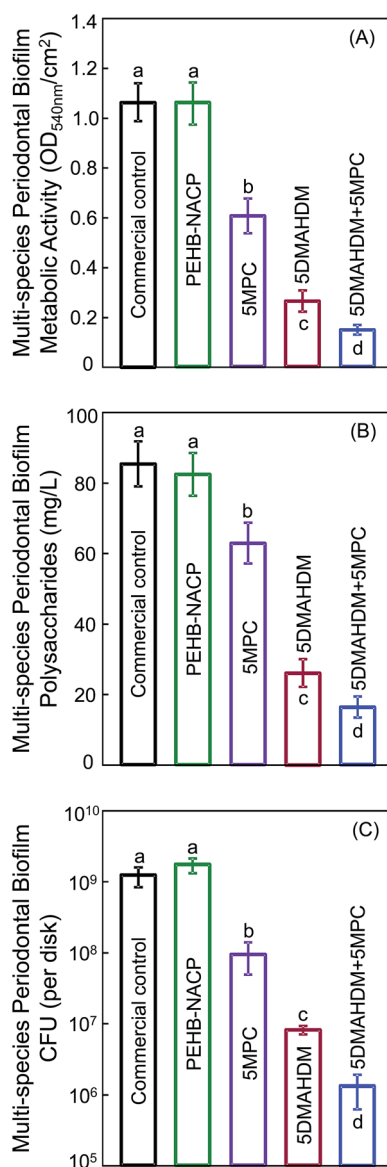 (A)
Multi-species Periodontal Biofilm
Metabolic Activity (OD540nm/cm2)
1.4
1.2
1.0
0.8
0.6
0.4
0.2
0
a
a
b
c
d
Commercial control
PEHB-NACP
5MPC
5DMAHDM
5DMAHDM+5MPC
(B)
Multi-species Periodontal Biofilm
Polysaccharides (mg/L)
100
80
60
40
20
0
a
a
b
c
d
Commercial control
PEHB-NACP
5MPC
5DMAHDM
5DMAHDM+5MPC
(C)
Multi-species Periodontal Biofilm
CFU (per disk)
10^10
10^9
10^8
10^7
10^6
10^5
a
a
b
c
d
Commercial control
PEHB-NACP
5MPC
5DMAHDM
5DMAHDM+5MPC